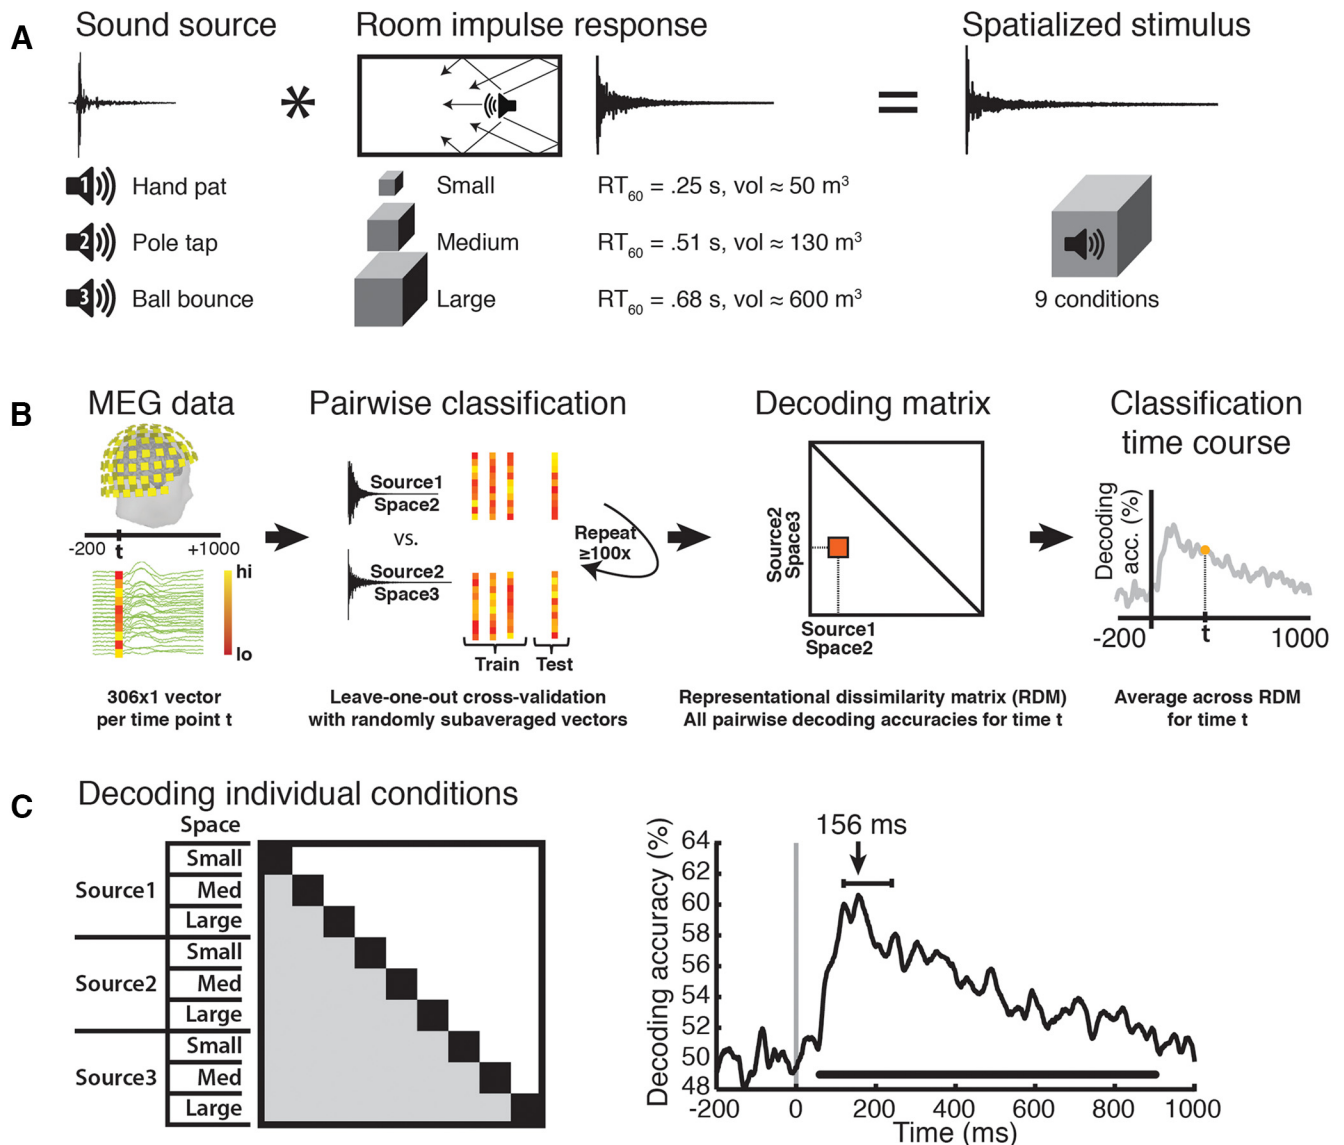 A
Sound source
Room impulse response
Spatialized stimulus
*
=
1 Hand pat
Small
RT60 = .25 s, vol ≈ 50 m³
2 Pole tap
Medium
RT60 = .51 s, vol ≈ 130 m³
3 Ball bounce
Large
RT60 = .68 s, vol ≈ 600 m³
9 conditions
B
MEG data
Pairwise classification
Decoding matrix
Classification
time course
-200 t +1000
hi
lo
306x1 vector
per time point t
Source1
Space2
vs.
Source2
Space3
Repeat
≥100x
Train Test
Leave-one-out cross-validation
with randomly subaveraged vectors
Source2
Space3
Source1
Space2
Representational dissimilarity matrix (RDM)
All pairwise decoding accuracies for time t
Decoding
acc. (%)
-200 t 1000
Average across RDM
for time t
C
Decoding individual conditions
Space
Source1
Small
Med
Large
Source2
Small
Med
Large
Source3
Small
Med
Large
156 ms
Decoding accuracy (%)
64
62
60
58
56
54
52
50
48
-200 0 200 400 600 800 1000
Time (ms)